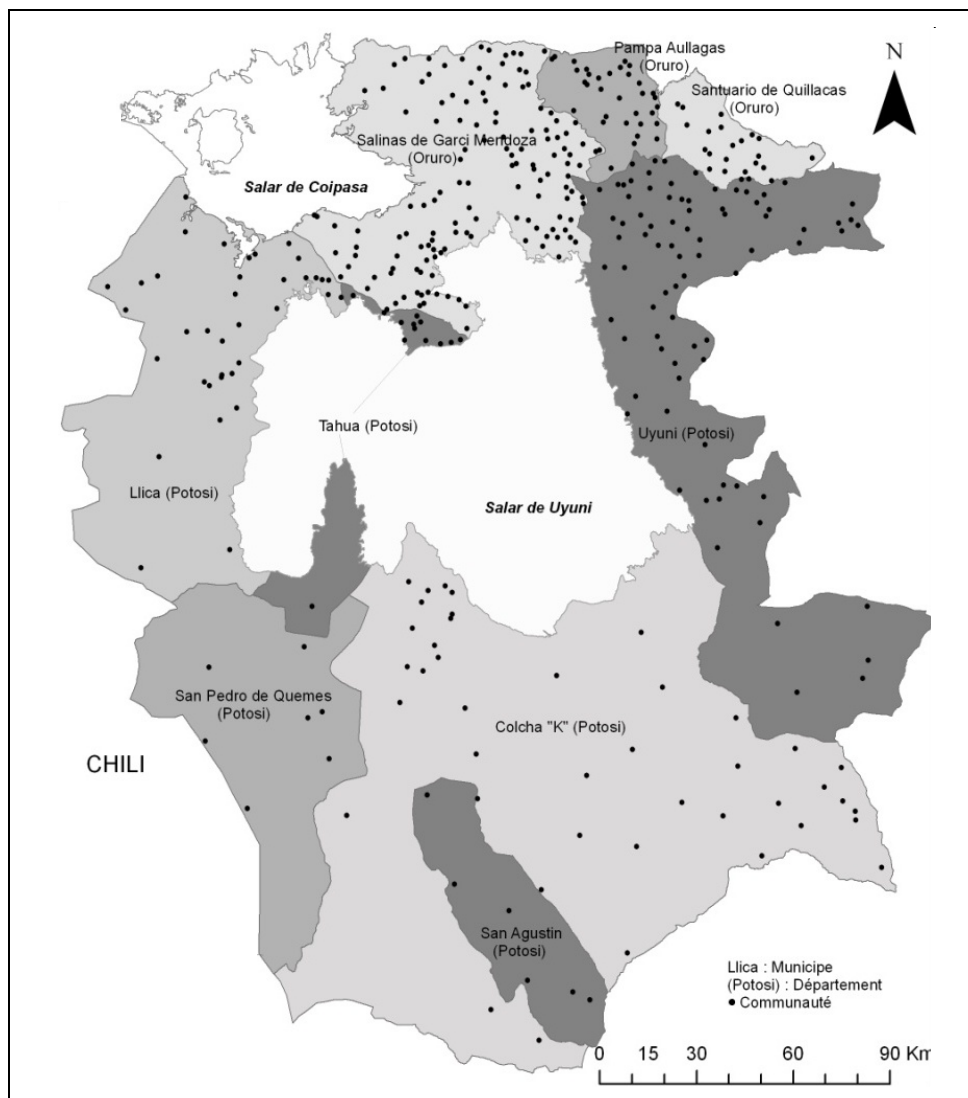 Pampa Aullagas
(Oruro)
N
Santuario de Quillacas
(Oruro)
Salinas de Garci Mendoza
(Oruro)
Salar de Coipasa
Tahua (Potosi)
Uyuni (Potosi)
Llica (Potosi)
Salar de Uyuni
San Pedro de Quemes
(Potosi)
Colcha "K" (Potosi)
CHILI
San Agustin
(Potosi)
Llica : Municipe
(Potosi) : Département
Communauté
0 15 30 60 90 Km